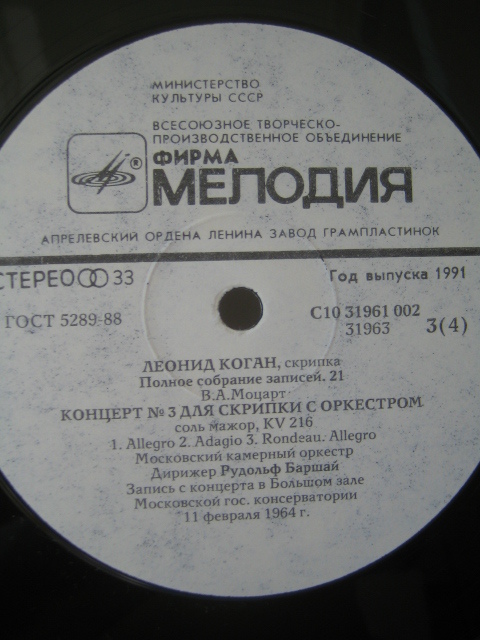 МИНИСТЕРСТВО
КУЛЬТУРЫ СССР
ВСЕСОЮЗНОЕ ТВОРЧЕСКО-
ПРОИЗВОДСТВЕННОЕ ОБЪЕДИНЕНИЕ
®
ФИРМА
МЕЛОДИЯ
АПРЕЛЕВСКИЙ ОРДЕНА ЛЕНИНА ЗАВОД ГРАМПЛАСТИНОК
СТЕРЕО 33
Год выпуска 1991
ГОСТ 5289-88
С10 31961 002
31963
3(4)
ЛЕОНИД КОГАН, скрипка
Полное собрание записей. 21
В.А.Моцарт
КОНЦЕРТ № 3 ДЛЯ СКРИПКИ С ОРКЕСТРОМ
соль мажор, KV 216
1. Allegro 2. Adagio 3. Rondeau. Allegro
Московский камерный оркестр
Дирижер Рудольф Баршай
Запись с концерта в Большом зале
Московской гос. консерватории
11 февраля 1964 г.